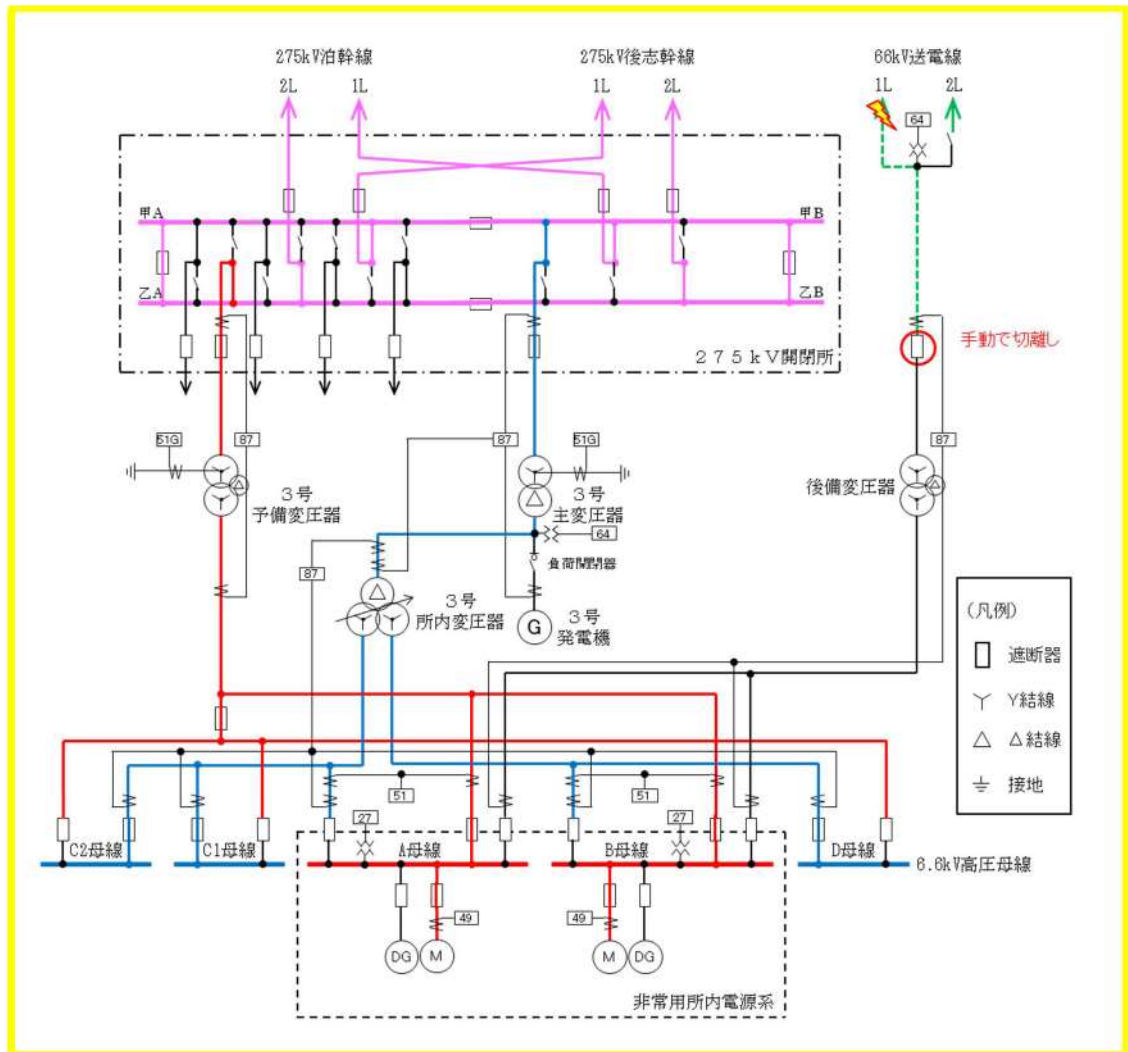 275kV泊幹線
275kV後志幹線
66kV送電線
2L
1L
1L
2L
1L
2L
64
甲A
甲B
乙A
乙B
手動で切離し
275kV開閉所
51G
87
87
51G
87
3号
予備変圧器
3号
主変圧器
後備変圧器
64
負荷開閉器
87
3号
所内変圧器
G
3号
発電機
(凡例)
遮断器
Y結線
△結線
接地
51
51
27
27
C2母線
C1母線
A母線
B母線
D母線
6.6kV高圧母線
49
49
DG
M
M
DG
非常用所内電源系